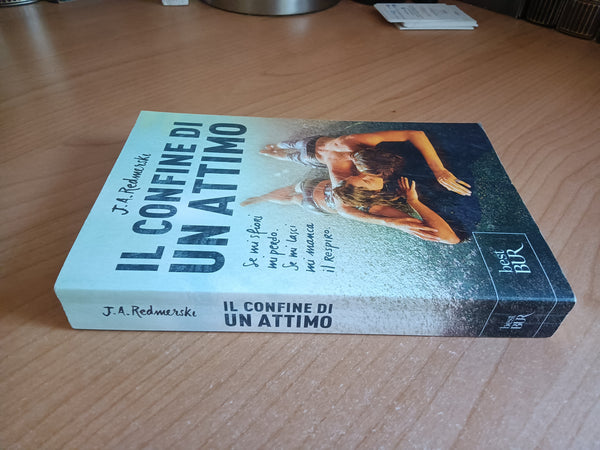 J.A. Redmerski
IL CONFINE DI
UN ATTIMO
Se mi sfiori
mi perdo.
Se mi lasci
mi manca
il respiro.
best
BUR
J.A. Redmerski
IL CONFINE DI
UN ATTIMO
best
BUR